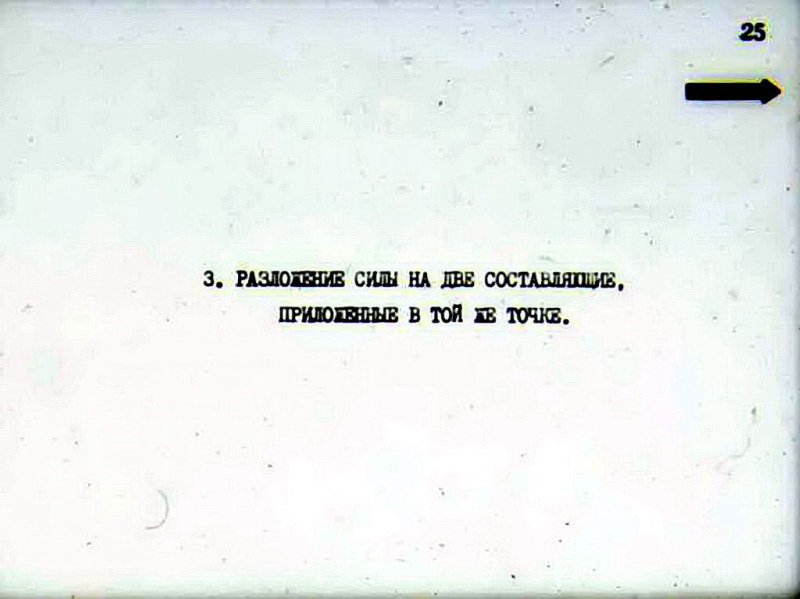 25
3. РАЗЛОЖЕНИЕ СИЛЫ НА ДВЕ СОСТАВЛЯЮЩИЕ,
ПРИЛОЖЕННЫЕ В ТОЙ ЖЕ ТОЧКЕ.